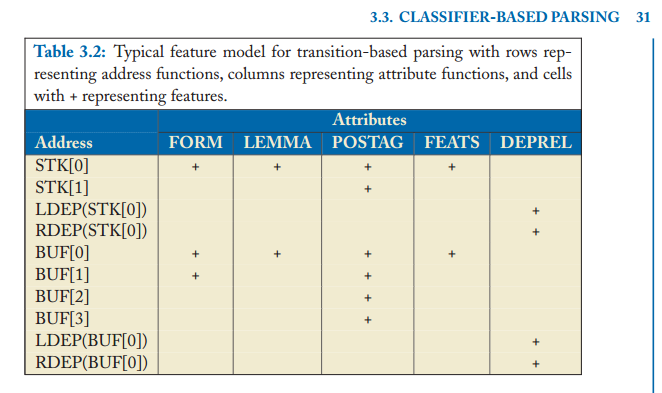 3.3. CLASSIFIER-BASED PARSING 31
Table 3.2: Typical feature model for transition-based parsing with rows rep-
resenting address functions, columns representing attribute functions, and cells
with + representing features.
Attributes
Address FORM LEMMA POSTAG FEATS DEPREL
STK[0] + + + +
STK[1] +
LDEP(STK[0]) +
RDEP(STK[0]) +
BUF[0] + + + +
BUF[1] + +
BUF[2] +
BUF[3] +
LDEP(BUF[0]) +
RDEP(BUF[0]) +